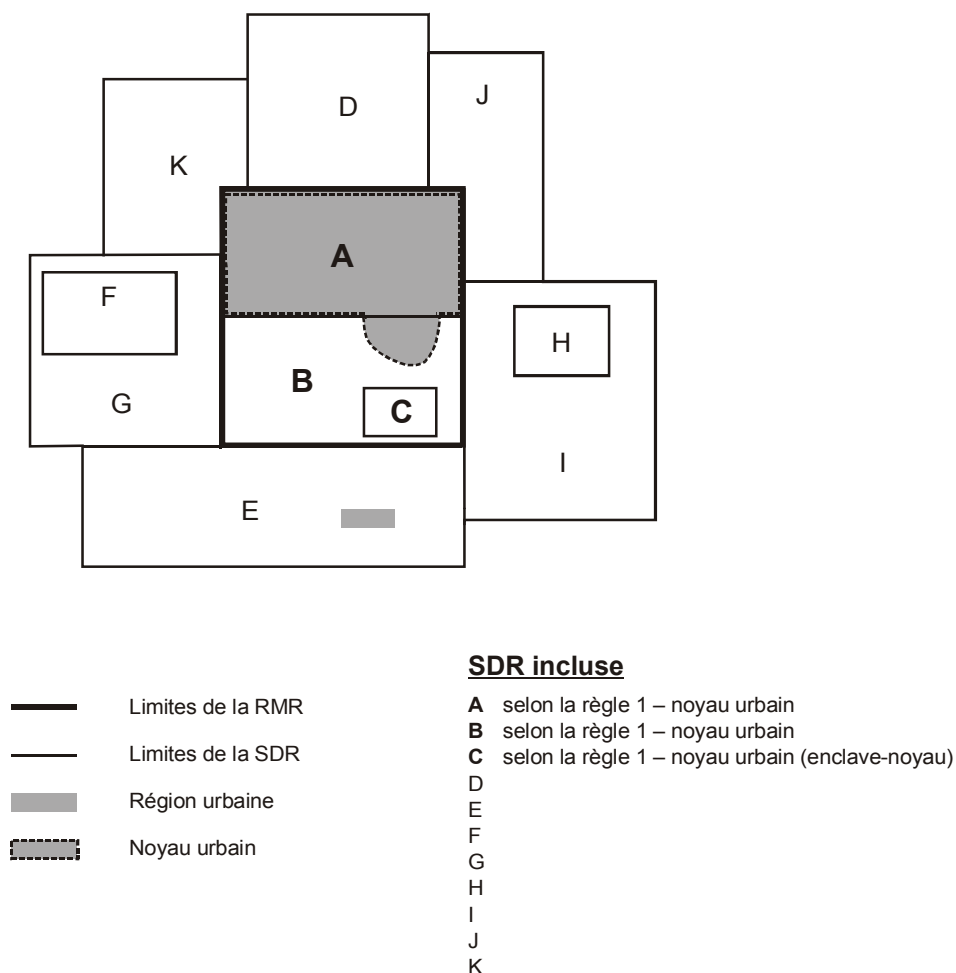 D
J
K
A
F
H
B
C
G
I
E
SDR incluse
Limites de la RMR
Limites de la SDR
Région urbaine
Noyau urbain
A selon la règle 1 – noyau urbain
B selon la règle 1 – noyau urbain
C selon la règle 1 – noyau urbain (enclave-noyau)
D
E
F
G
H
I
J
K